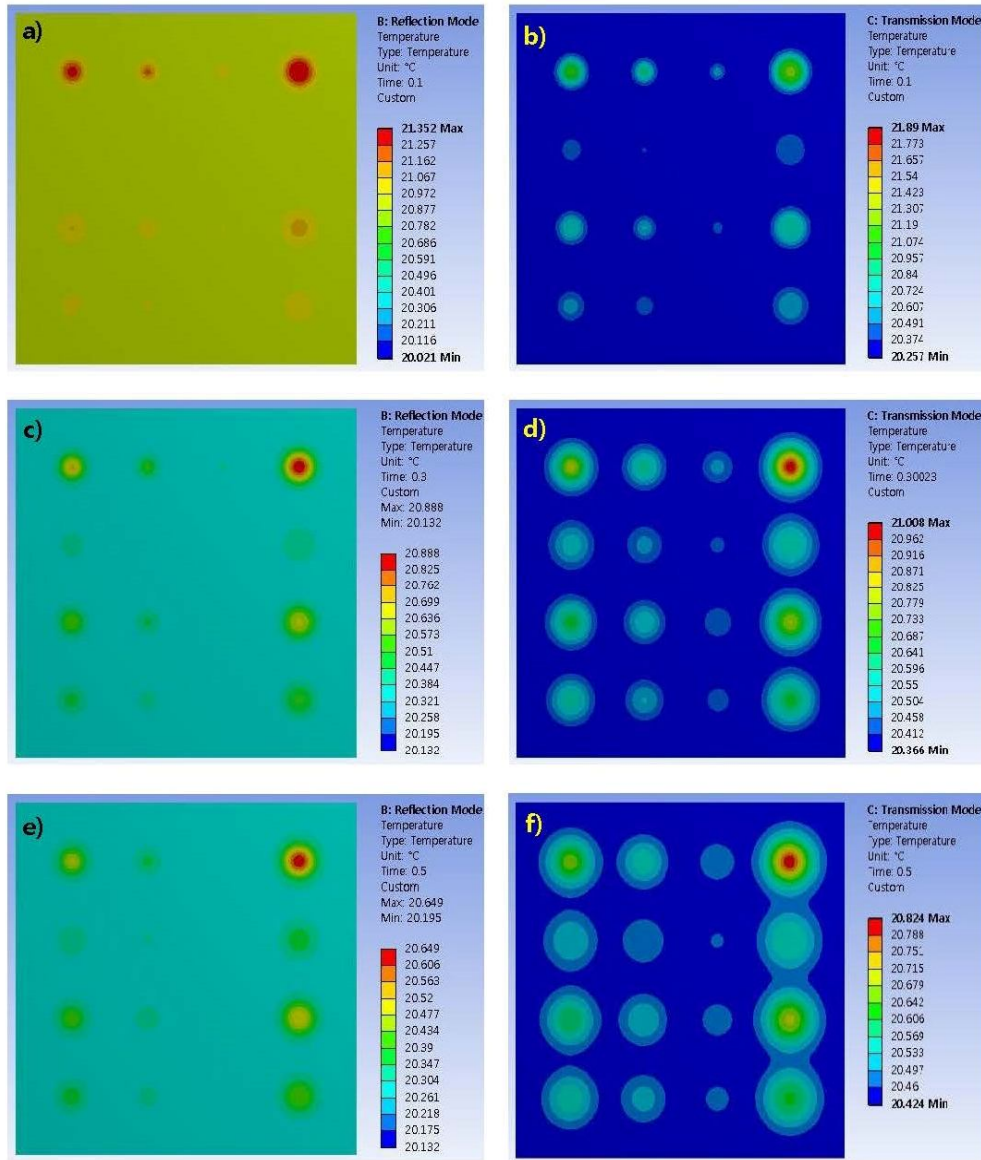 a)
B: Reflection Mode
Temperature
Type: Temperature
Unit: °C
Time: 0.1
Custom
21.352 Max
21.257
21.162
21.067
20.972
20.877
20.782
20.686
20.591
20.496
20.401
20.306
20.211
20.116
20.021 Min
b)
C: Transmission Mode
Temperature
Type: Temperature
Unit: °C
Time: 0.1
Custom
21.89 Max
21.773
21.657
21.54
21.423
21.307
21.19
21.074
20.957
20.84
20.724
20.607
20.491
20.374
20.257 Min
c)
B: Reflection Mode
Temperature
Type: Temperature
Unit: °C
Time: 0.3
Custom
Max: 20.888
Min: 20.132
20.888
20.825
20.762
20.699
20.636
20.573
20.51
20.447
20.384
20.321
20.258
20.195
20.132
d)
C: Transmission Mode
Temperature
Type: Temperature
Unit: °C
Time: 0.30023
Custom
21.008 Max
20.962
20.916
20.871
20.825
20.779
20.733
20.687
20.641
20.596
20.55
20.504
20.458
20.412
20.366 Min
e)
B: Reflection Mode
Temperature
Type: Temperature
Unit: °C
Time: 0.5
Custom
Max: 20.649
Min: 20.195
20.649
20.606
20.563
20.52
20.477
20.434
20.39
20.347
20.304
20.261
20.218
20.175
20.132
f)
C: Transmission Mode
Temperature
Type: Temperature
Unit: °C
Time: 0.5
Custom
20.824 Max
20.788
20.751
20.715
20.679
20.642
20.606
20.569
20.533
20.497
20.46
20.424 Min